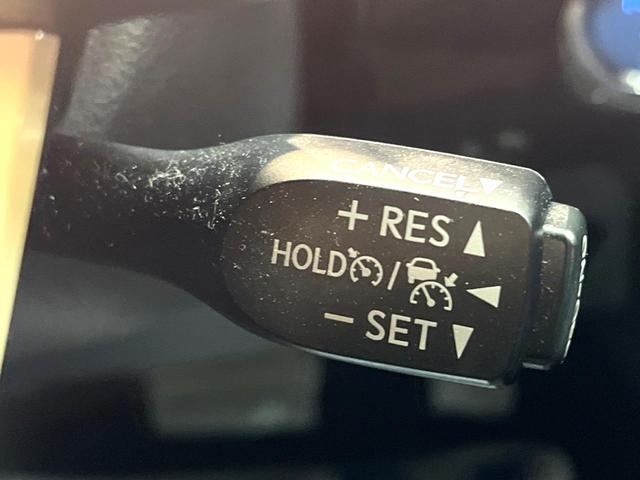 CANCEL▼
+ RES ▲
HOLD / ◀
− SET ▼